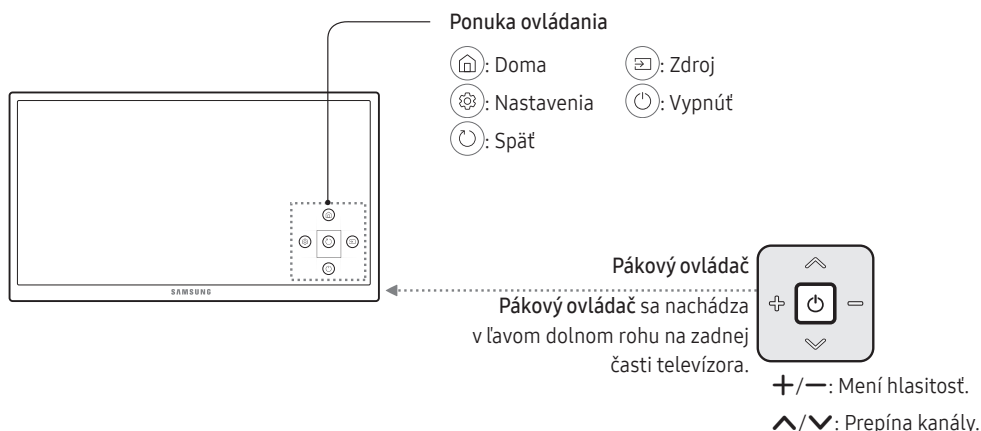 Ponuka ovládania
: Doma
: Zdroj
: Nastavenia
: Vypnúť
: Späť
SAMSUNG
Pákový ovládač
Pákový ovládač sa nachádza
v ľavom dolnom rohu na zadnej
časti televízora.
+/−: Mení hlasitosť.
∧/∨: Prepína kanály.